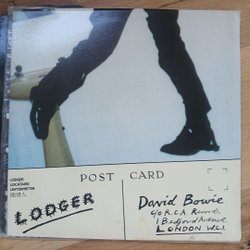 LODGER
LOCATAIRE
UNTERMIETER
POST CARD
LODGER
David Bowie
c/o R.C.A. Records,
1 Bedford Avenue,
LONDON W.C.1.